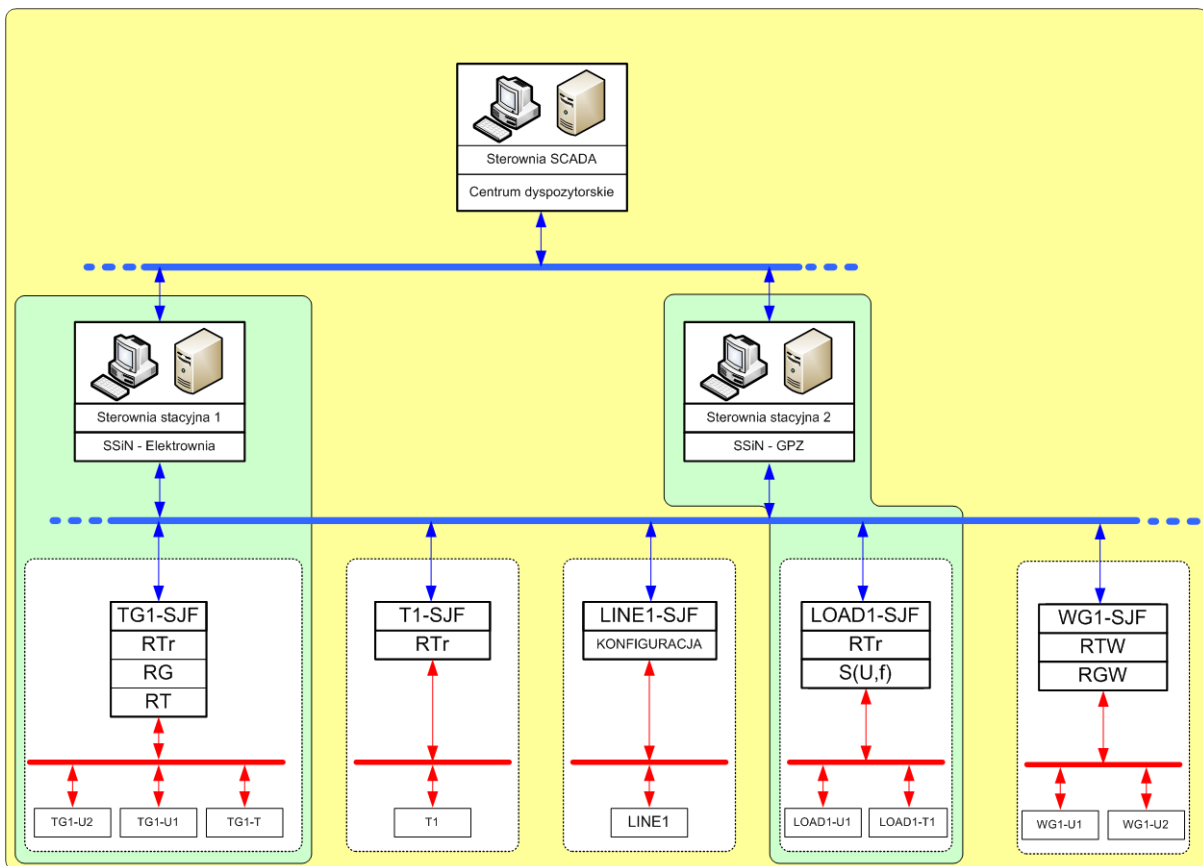 Sterownia SCADA
Centrum dyspozytorskie
Sterownia stacyjna 1
SSiN - Elektrownia
Sterownia stacyjna 2
SSiN - GPZ
TG1-SJF
RTr
RG
RT
TG1-U2
TG1-U1
TG1-T
T1-SJF
RTr
T1
LINE1-SJF
KONFIGURACJA
LINE1
LOAD1-SJF
RTr
S(U,f)
LOAD1-U1
LOAD1-T1
WG1-SJF
RTW
RGW
WG1-U1
WG1-U2